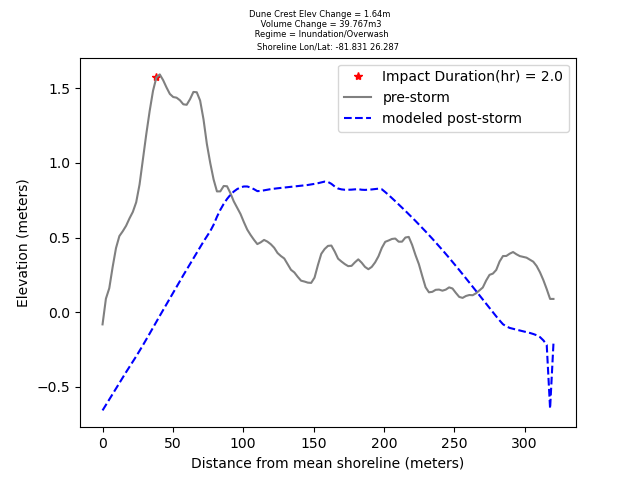 Dune Crest Elev Change = 1.64m
Volume Change = 39.767m3
Regime = Inundation/Overwash
Shoreline Lon/Lat: -81.831 26.287
Impact Duration(hr) = 2.0
pre-storm
modeled post-storm
Elevation (meters)
1.5
1.0
0.5
0.0
−0.5
0 50 100 150 200 250 300
Distance from mean shoreline (meters)